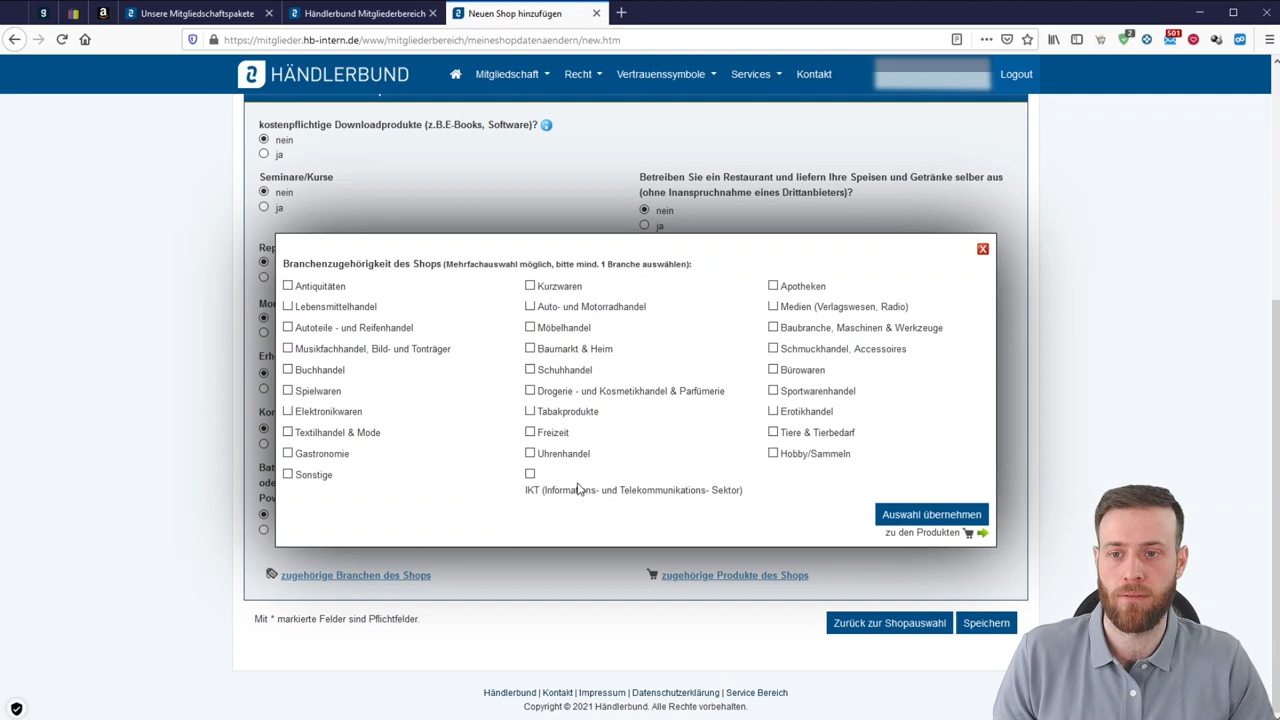 Unsere Mitgliedschaftspakete
Händlerbund Mitgliederbereich
Neuen Shop hinzufügen
https://mitglieder.hb-intern.de/www/mitgliederbereich/meineshopdatenaendern/new.htm
501
HÄNDLERBUND
Mitgliedschaft
Recht
Vertrauenssymbole
Services
Kontakt
Logout
kostenpflichtige Downloadprodukte (z.B.E-Books, Software)?
nein
ja
Seminare/Kurse
nein
ja
Betreiben Sie ein Restaurant und liefern Ihre Speisen und Getränke selber aus
(ohne Inanspruchnahme eines Drittanbieters)?
nein
ja
Branchenzugehörigkeit des Shops (Mehrfachauswahl möglich, bitte mind. 1 Branche auswählen):
Antiquitäten
Kurzwaren
Apotheken
Lebensmittelhandel
Auto- und Motorradhandel
Medien (Verlagswesen, Radio)
Autoteile - und Reifenhandel
Möbelhandel
Baubranche, Maschinen & Werkzeuge
Musikfachhandel, Bild- und Tonträger
Baumarkt & Heim
Schmuckhandel, Accessoires
Buchhandel
Schuhhandel
Bürowaren
Spielwaren
Drogerie - und Kosmetikhandel & Parfümerie
Sportwarenhandel
Elektronikwaren
Tabakprodukte
Erotikhandel
Textilhandel & Mode
Freizeit
Tiere & Tierbedarf
Gastronomie
Uhrenhandel
Hobby/Sammeln
Sonstige
IKT (Informations- und Telekommunikations- Sektor)
Auswahl übernehmen
zu den Produkten
zugehörige Branchen des Shops
zugehörige Produkte des Shops
Mit * markierte Felder sind Pflichtfelder.
Zurück zur Shopauswahl
Speichern
Händlerbund | Kontakt | Impressum | Datenschutzerklärung | Service Bereich
Copyright © 2021 Händlerbund. Alle Rechte vorbehalten.